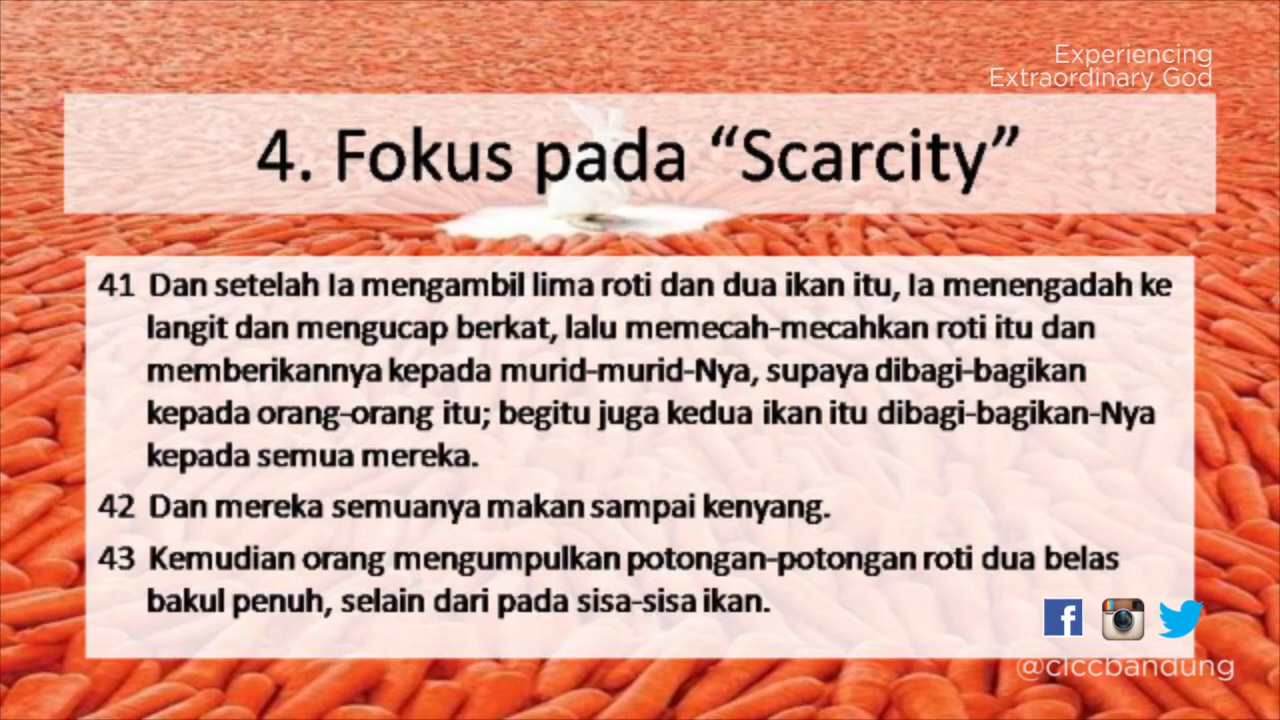 Experiencing
Extraordinary God
4. Fokus pada “Scarcity”
41 Dan setelah Ia mengambil lima roti dan dua ikan itu, Ia menengadah ke
langit dan mengucap berkat, lalu memecah-mecahkan roti itu dan
memberikannya kepada murid-murid-Nya, supaya dibagi-bagikan
kepada orang-orang itu; begitu juga kedua ikan itu dibagi-bagikan-Nya
kepada semua mereka.
42 Dan mereka semuanya makan sampai kenyang.
43 Kemudian orang mengumpulkan potongan-potongan roti dua belas
bakul penuh, selain dari pada sisa-sisa ikan.
@clccbandung